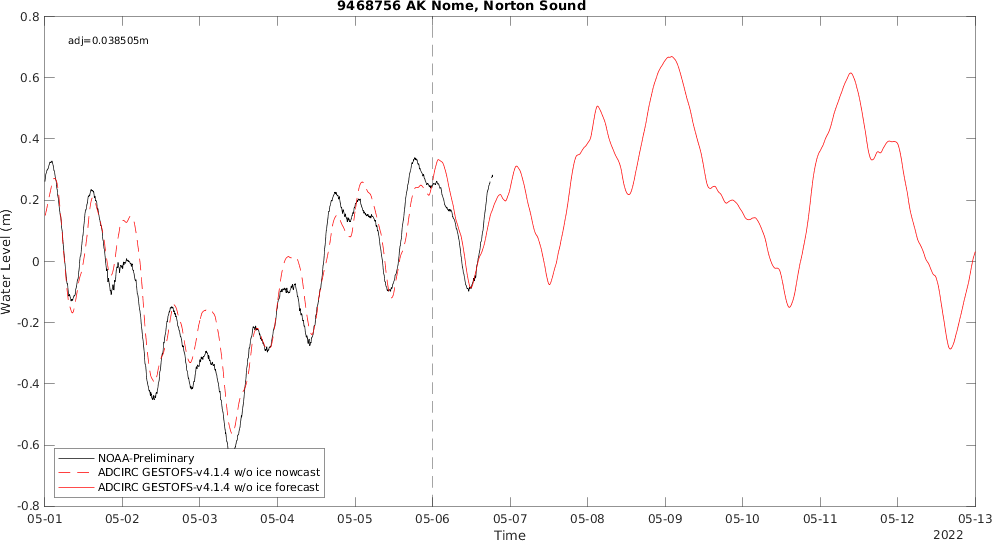 9468756 AK Nome, Norton Sound
adj=0.038505m
0.8
0.6
0.4
0.2
0
-0.2
-0.4
-0.6
-0.8
Water Level (m)
NOAA-Preliminary
ADCIRC GESTOFS-v4.1.4 w/o ice nowcast
ADCIRC GESTOFS-v4.1.4 w/o ice forecast
05-01 05-02 05-03 05-04 05-05 05-06 05-07 05-08 05-09 05-10 05-11 05-12 05-13
Time
2022